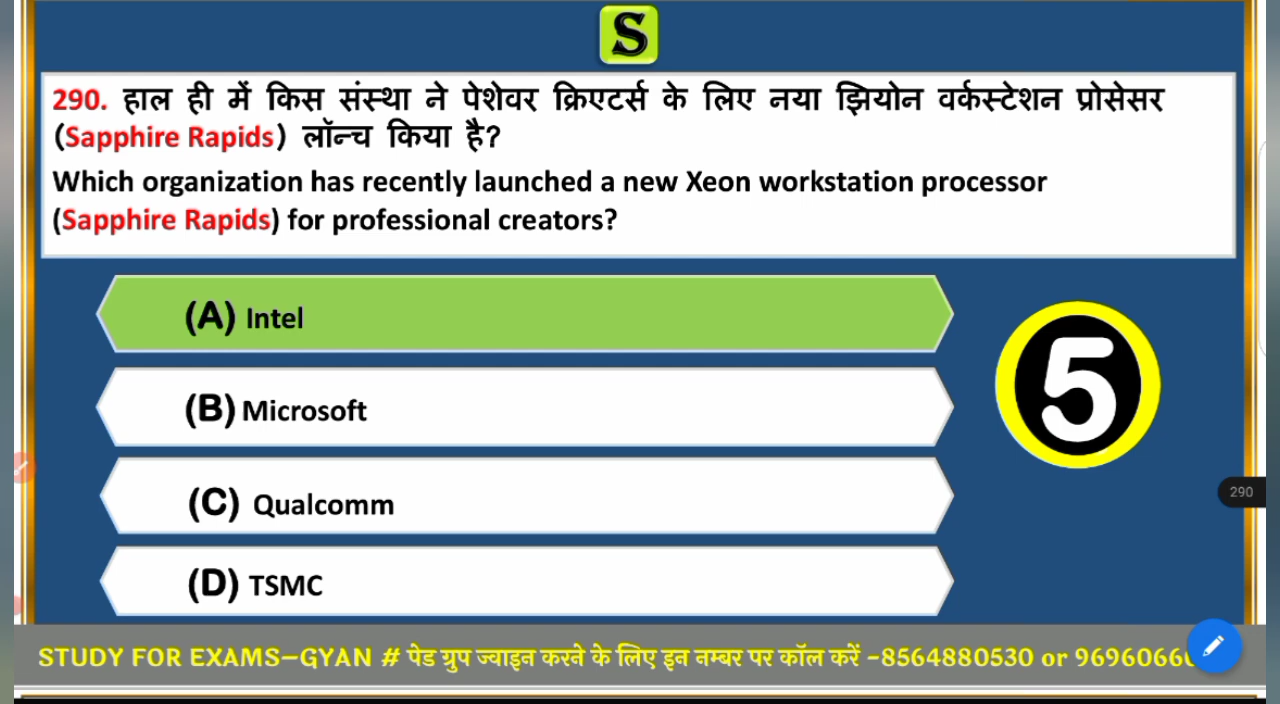 S
290. हाल ही में किस संस्था ने पेशेवर क्रिएटर्स के लिए नया झियोन वर्कस्टेशन प्रोसेसर
(Sapphire Rapids) लॉन्च किया है?
Which organization has recently launched a new Xeon workstation processor
(Sapphire Rapids) for professional creators?
(A) Intel
(B) Microsoft
5
(C) Qualcomm
290
(D) TSMC
STUDY FOR EXAMS–GYAN # पेड ग्रुप ज्वाइन करने के लिए इन नम्बर पर कॉल करें –8564880530 or